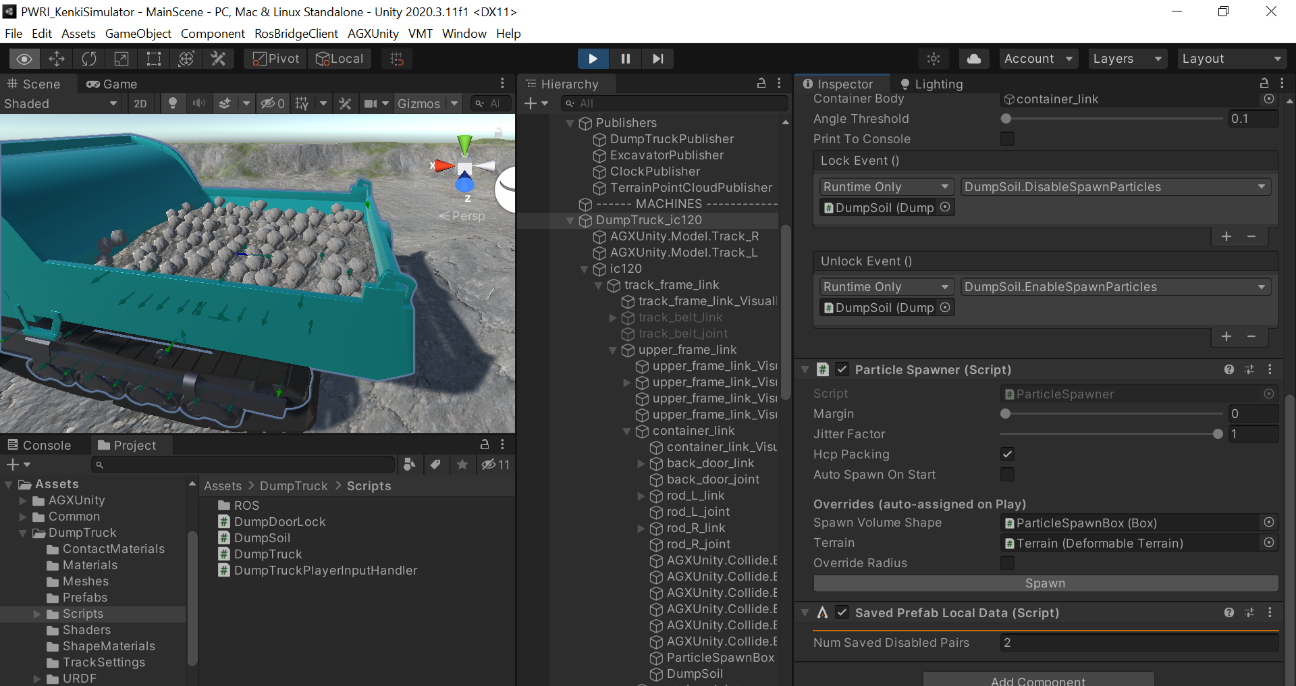 PWRI_KenkiSimulator - MainScene - PC, Mac & Linux Standalone - Unity 2020.3.11f1 <DX11>
File Edit Assets GameObject Component RosBridgeClient AGXUnity VMT Window Help
Pivot Local Account Layers Layout
Scene Game
Shaded 2D 0 Gizmos All
X
Z
Persp
Hierarchy
All
Publishers
DumpTruckPublisher
ExcavatorPublisher
ClockPublisher
TerrainPointCloudPublisher
------ MACHINES ------------
DumpTruck_ic120
AGXUnity.Model.Track_R
AGXUnity.Model.Track_L
ic120
track_frame_link
track_frame_link_Visual
track_belt_link
track_belt_joint
upper_frame_link
upper_frame_link_Visu
upper_frame_link_Visu
upper_frame_link_Visu
upper_frame_link_Visu
container_link
container_link_Visu
back_door_link
back_door_joint
rod_L_link
rod_L_joint
rod_R_link
rod_R_joint
AGXUnity.Collide.E
AGXUnity.Collide.E
AGXUnity.Collide.E
AGXUnity.Collide.E
AGXUnity.Collide.E
AGXUnity.Collide.E
ParticleSpawnBox
DumpSoil
Console Project
11
Assets
AGXUnity
Common
DumpTruck
ContactMaterials
Materials
Meshes
Prefabs
Scripts
Shaders
ShapeMaterials
TrackSettings
URDF
Assets > DumpTruck > Scripts
ROS
DumpDoorLock
DumpSoil
DumpTruck
DumpTruckPlayerInputHandler
Inspector Lighting
Container Body container_link
Angle Threshold 0.1
Print To Console
Lock Event ()
Runtime Only DumpSoil.DisableSpawnParticles
DumpSoil (Dump
Unlock Event ()
Runtime Only DumpSoil.EnableSpawnParticles
DumpSoil (Dump
Particle Spawner (Script)
Script ParticleSpawner
Margin 0
Jitter Factor 1
Hcp Packing
Auto Spawn On Start
Overrides (auto-assigned on Play)
Spawn Volume Shape ParticleSpawnBox (Box)
Terrain Terrain (Deformable Terrain)
Override Radius
Spawn
Saved Prefab Local Data (Script)
Num Saved Disabled Pairs 2
Add Component